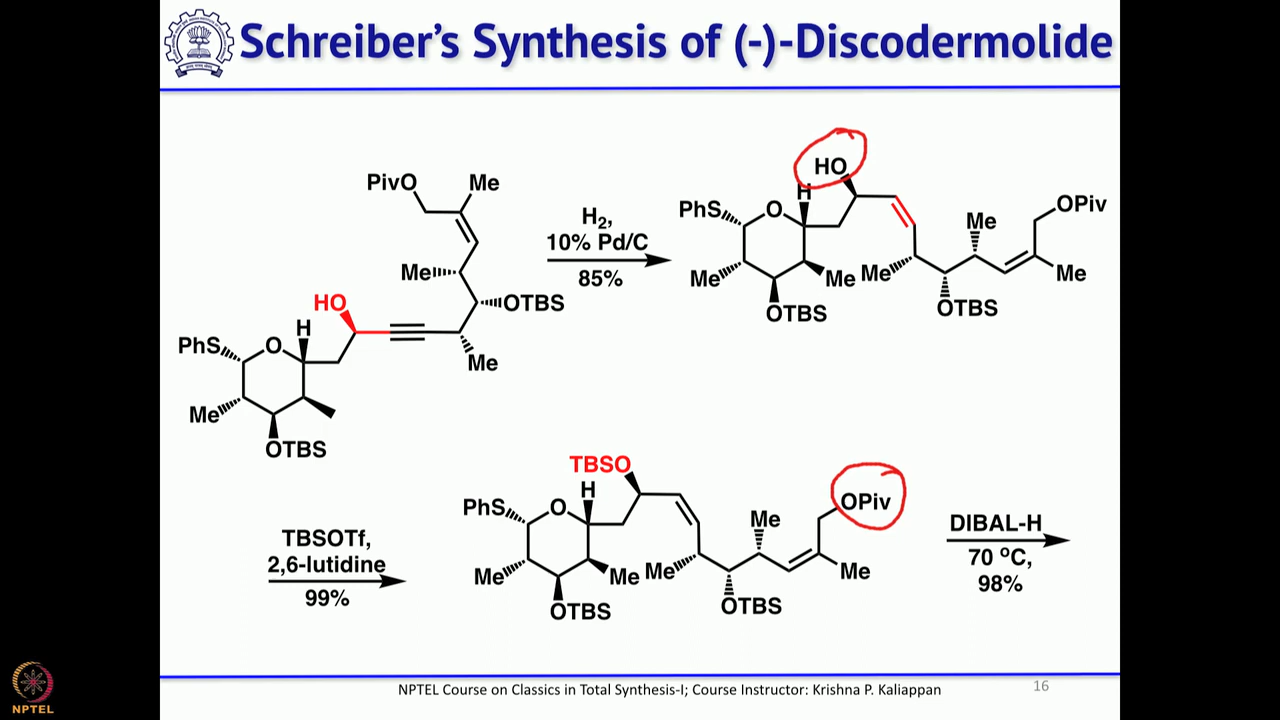 Schreiber's Synthesis of (-)-Discodermolide
PivO
Me
Me
OTBS
HO
H
PhS
O
Me
Me
OTBS
H₂,
10% Pd/C
85%
HO
H
PhS
O
OPiv
Me
Me
Me
Me
Me
OTBS
OTBS
TBSOTf,
2,6-lutidine
99%
TBSO
H
PhS
O
OPiv
Me
Me
Me
Me
Me
OTBS
OTBS
DIBAL-H
70 ºC,
98%
NPTEL
NPTEL Course on Classics in Total Synthesis-I; Course Instructor: Krishna P. Kaliappan
16